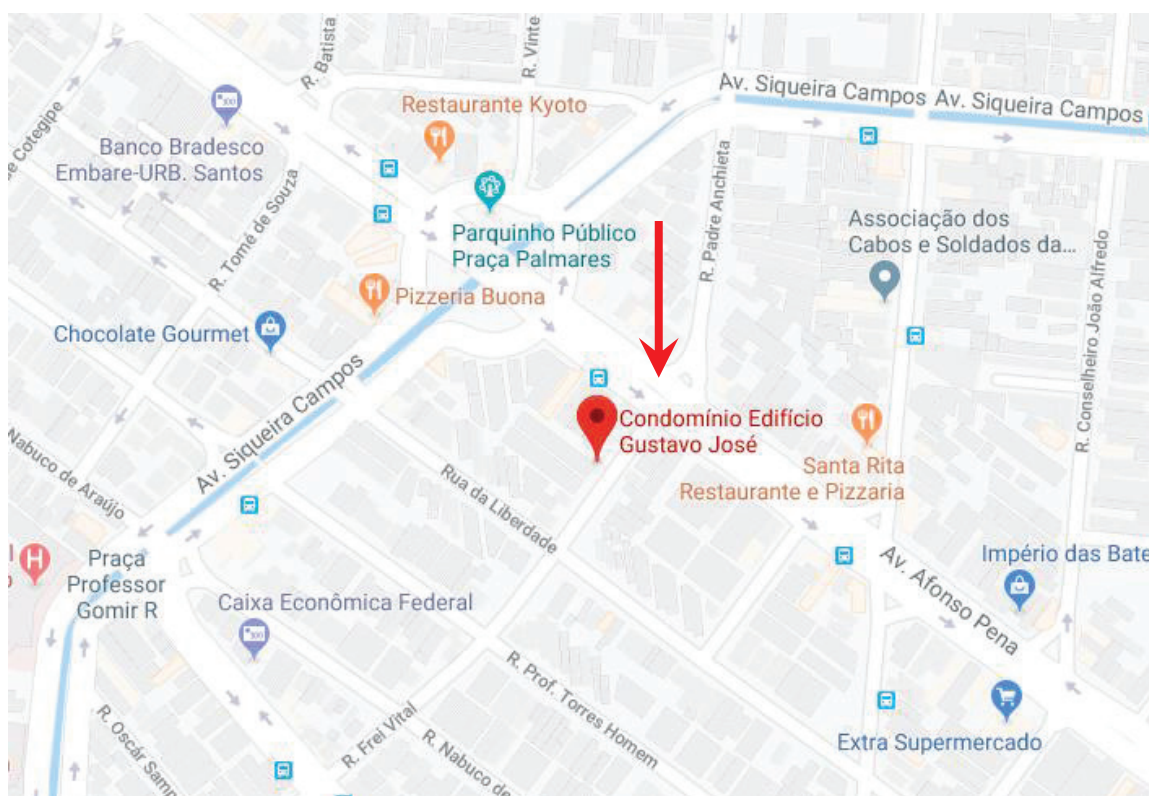 R. Batista
R. Vinte
Av. Siqueira Campos
Av. Siqueira Campos
Restaurante Kyoto
Banco Bradesco
Embare-URB. Santos
de Cotegipe
R. Tomé de Souza
Parquinho Público
Praça Palmares
R. Padre Anchieta
Associação dos
Cabos e Soldados da...
R. Conselheiro João Alfredo
Pizzeria Buona
Chocolate Gourmet
Av. Siqueira Campos
Condomínio Edifício
Gustavo José
Santa Rita
Restaurante e Pizzaria
Nabuco de Araújo
Rua da Liberdade
H
Praça
Professor
Gomir R
Caixa Econômica Federal
Av. Afonso Pena
Império das Bate
R. Prof. Torres Homem
R. Frei Vital
R. Nabuco de
R. Oscár Samp
Extra Supermercado